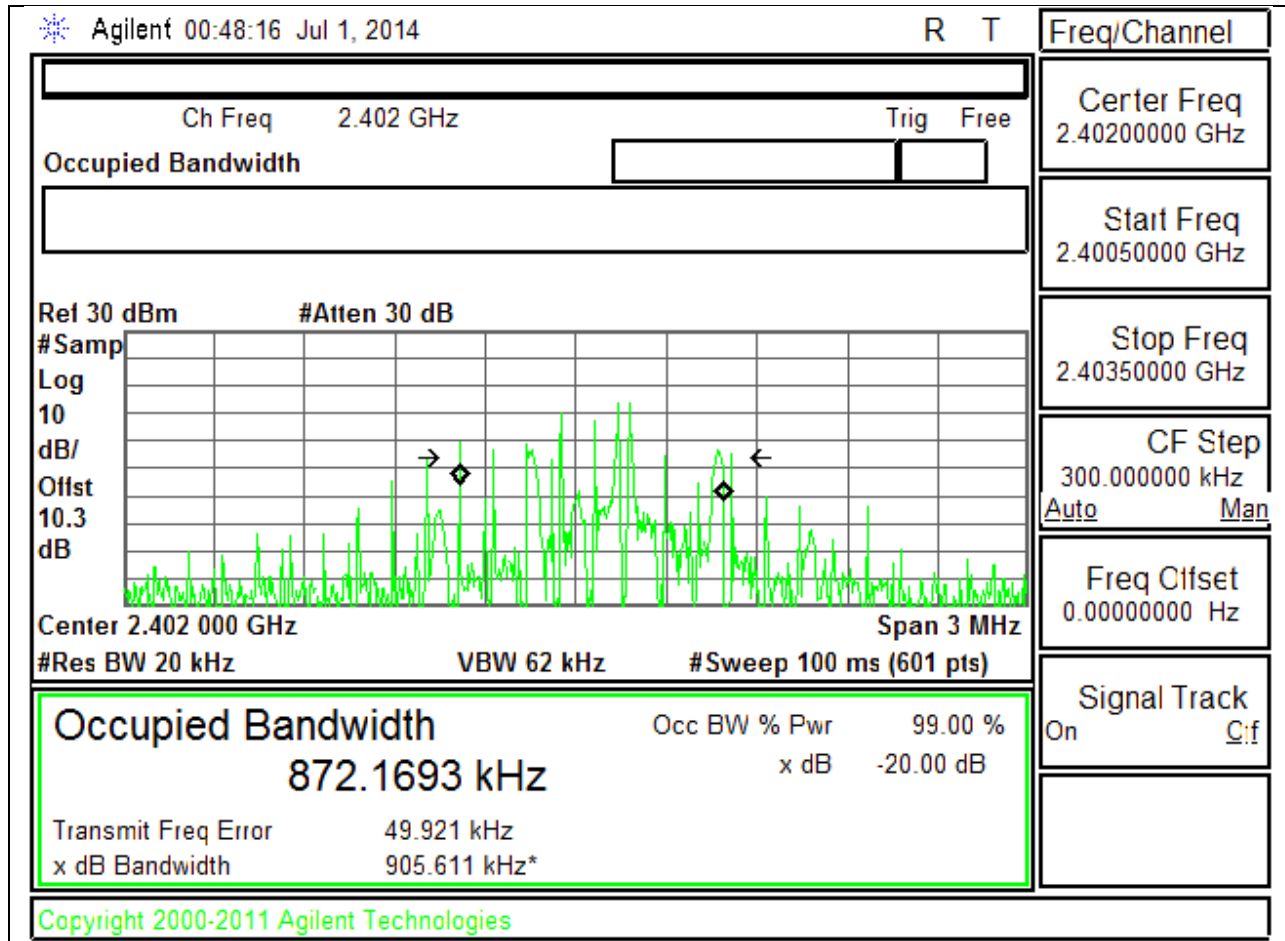 Agilent 00:48:16 Jul 1, 2014
R T
Ch Freq 2.402 GHz
Trig Free
Occupied Bandwidth
Ref 30 dBm
#Atten 30 dB
#Samp
Log
10
dB/
Offst
10.3
dB
Center 2.402 000 GHz
Span 3 MHz
#Res BW 20 kHz
VBW 62 kHz
#Sweep 100 ms (601 pts)
Occupied Bandwidth
872.1693 kHz
Occ BW % Pwr 99.00 %
x dB -20.00 dB
Transmit Freq Error 49.921 kHz
x dB Bandwidth 905.611 kHz*
Copyright 2000-2011 Agilent Technologies
Freq/Channel
Center Freq
2.40200000 GHz
Start Freq
2.40050000 GHz
Stop Freq
2.40350000 GHz
CF Step
300.000000 kHz
Auto Man
Freq Offset
0.00000000 Hz
Signal Track
On Off